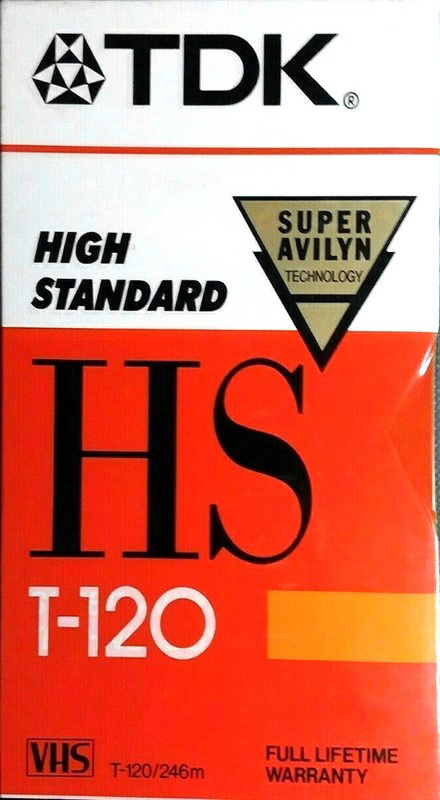 TDK®
SUPER
AVILYN
TECHNOLOGY
HIGH
STANDARD
HS
T-120
VHS
T-120/246m
FULL LIFETIME
WARRANTY